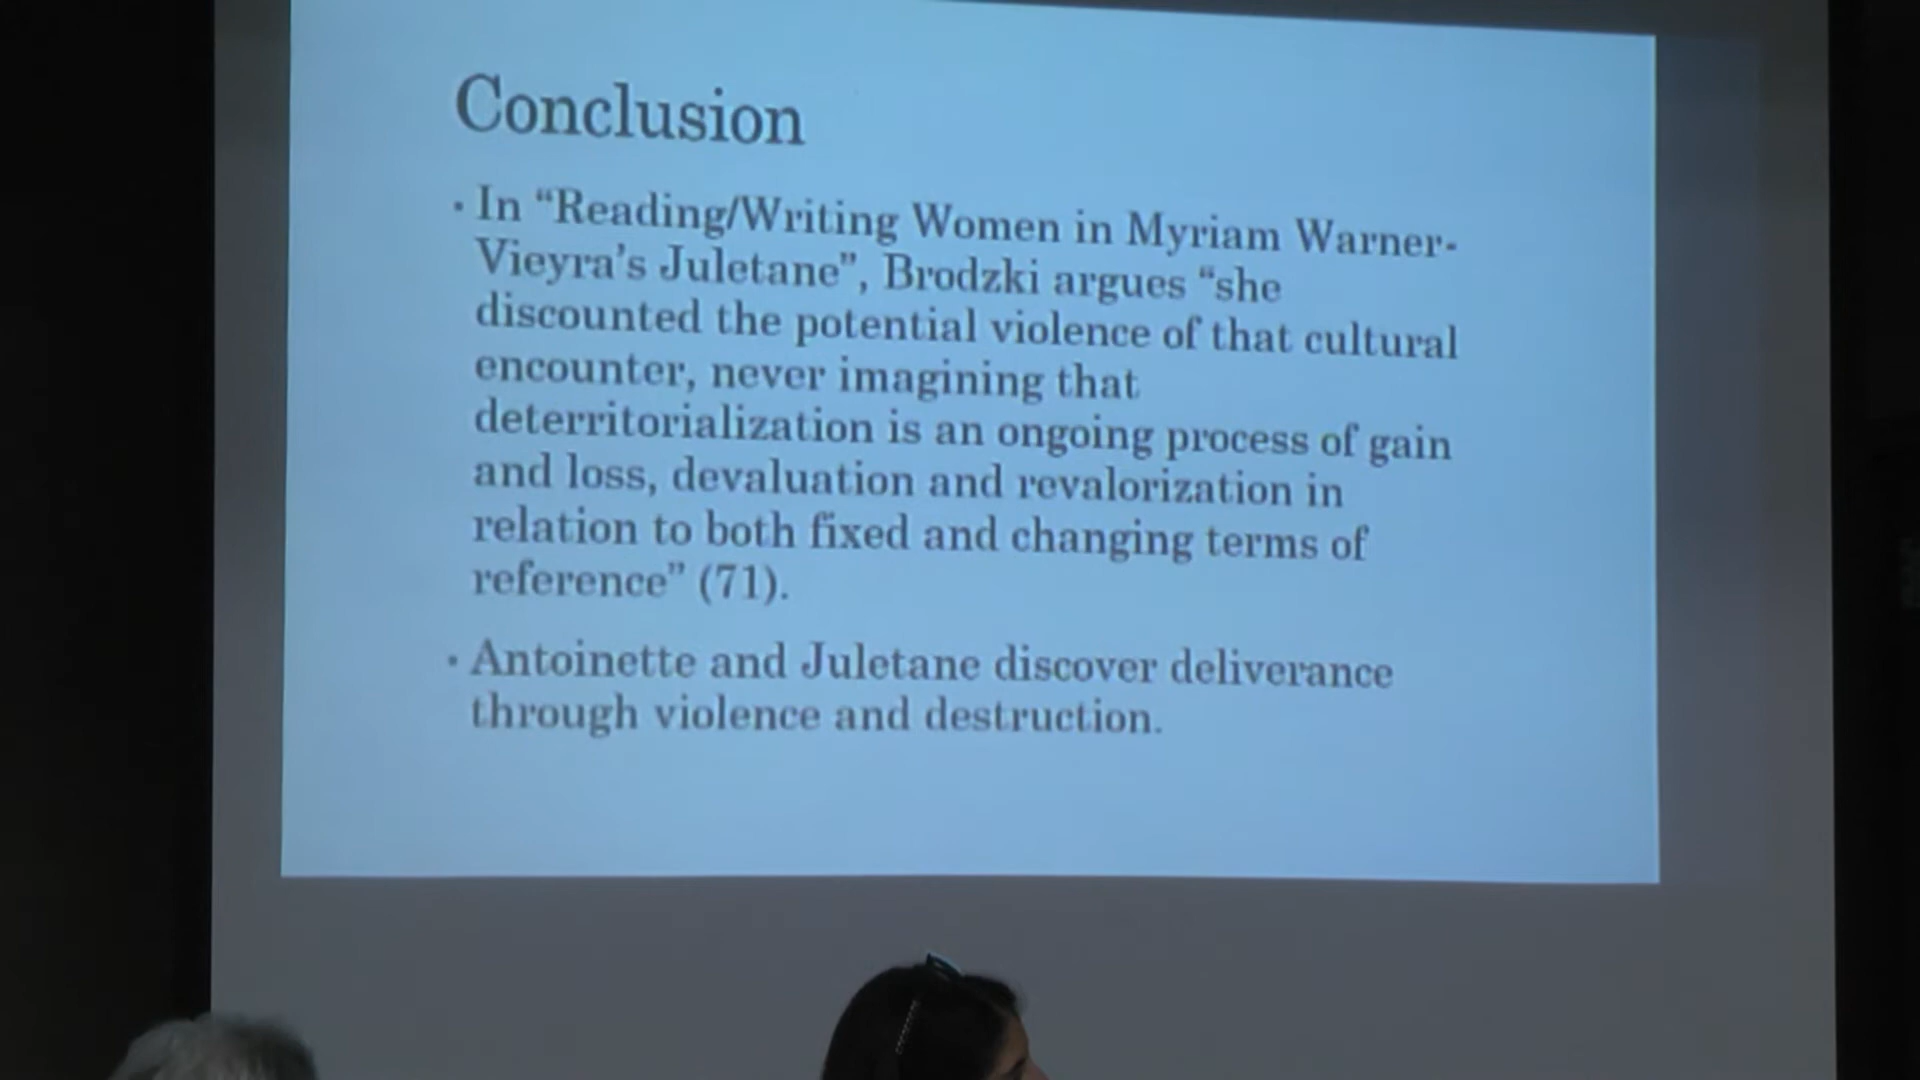 Conclusion
· In “Reading/Writing Women in Myriam Warner-
Vieyra’s Juletane”, Brodzki argues “she
discounted the potential violence of that cultural
encounter, never imagining that
deterritorialization is an ongoing process of gain
and loss, devaluation and revalorization in
relation to both fixed and changing terms of
reference” (71).
· Antoinette and Juletane discover deliverance
through violence and destruction.